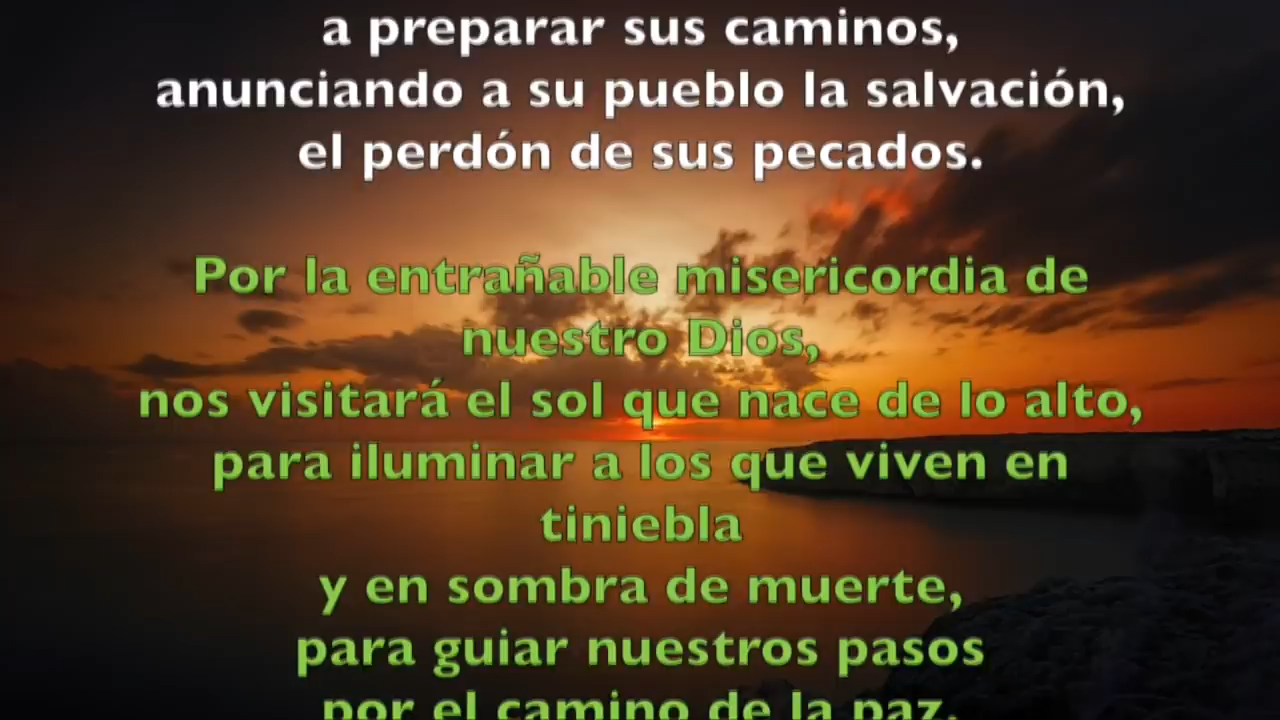 a preparar sus caminos,
anunciando a su pueblo la salvación,
el perdón de sus pecados.
Por la entrañable misericordia de
nuestro Dios,
nos visitará el sol que nace de lo alto,
para iluminar a los que viven en
tiniebla
y en sombra de muerte,
para guiar nuestros pasos
por el camino de la paz.